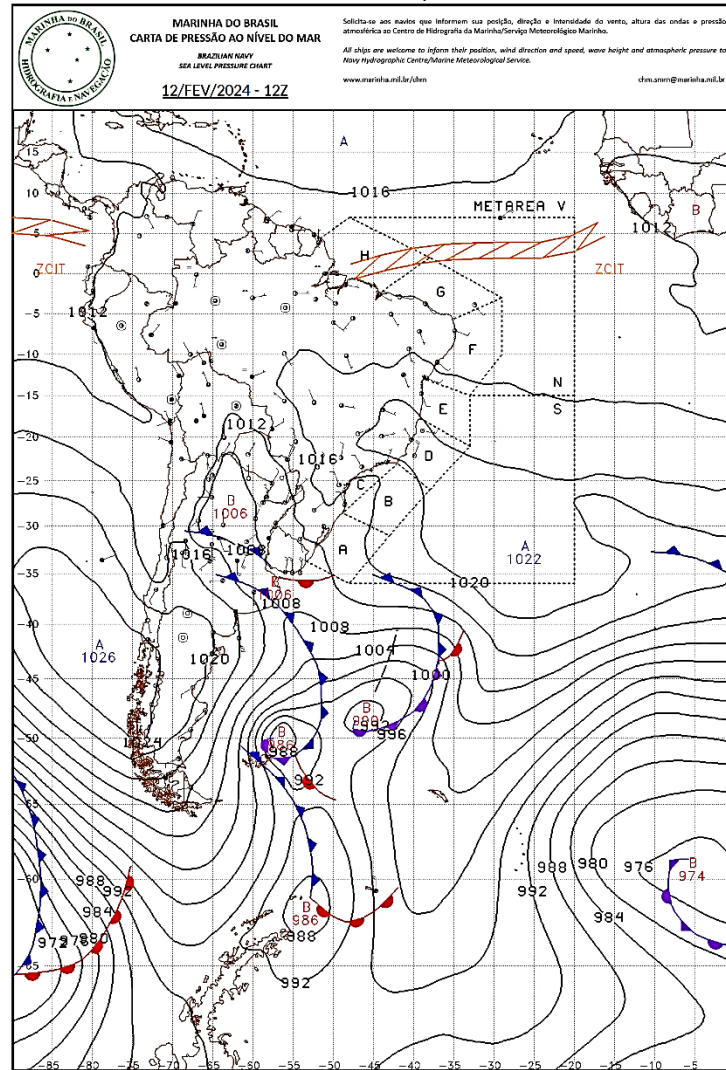 MARINHA DO BRASIL
HIDROGRAFIA E NAVEGAÇÃO
MARINHA DO BRASIL
CARTA DE PRESSÃO AO NÍVEL DO MAR
BRAZILIAN NAVY
SEA LEVEL PRESSURE CHART
12/FEV/2024 - 12Z
Solicita-se aos navios que informem sua posição, direção e intensidade do vento, altura das ondas e pressão
atmosférica ao Centro de Hidrografia da Marinha/Serviço Meteorológico Marinho.
All ships are welcome to inform their position, wind direction and speed, wave height and atmospheric pressure to
Navy Hydrographic Centre/Marine Meteorological Service.
www.marinha.mil.br/chm
chm.smm@marinha.mil.br
A
15
10
1016
METAREA V
B
1012
5
H
ZCIT
ZCIT
0
G
1012
-5
F
-10
N
-15
E
S
1012
-20
1016
D
-25
C
B
B
1006
-30
1016
1008
A
A
1022
-35
1020
1006
1008
-40
1008
1004
A
1026
1020
1000
-45
B
996
-50
1024
B
986
988
992
-55
988
980
976
B
974
992
984
-60
988
992
984
B
986
988
972
976
980
-65
992
-85 -80 -75 -70 -65 -60 -55 -50 -45 -40 -35 -30 -25 -20 -15 -10 -5